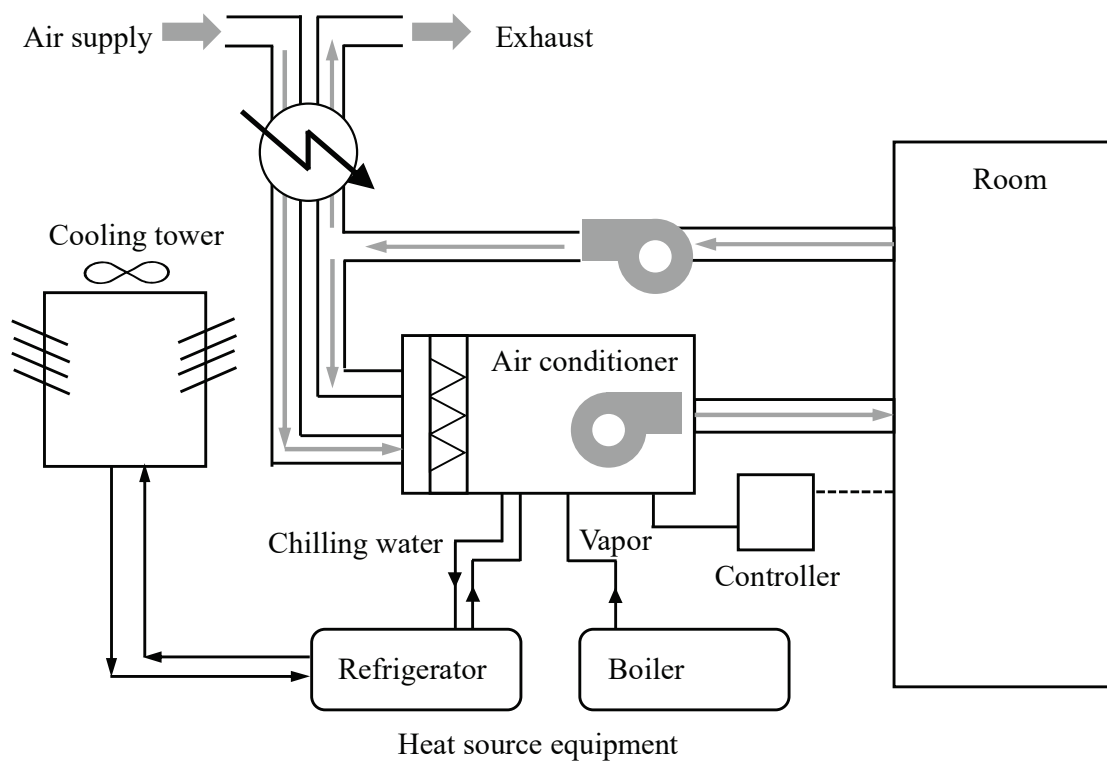 Air supply
Exhaust
Room
Cooling tower
Air conditioner
Chilling water
Vapor
Controller
Refrigerator
Boiler
Heat source equipment